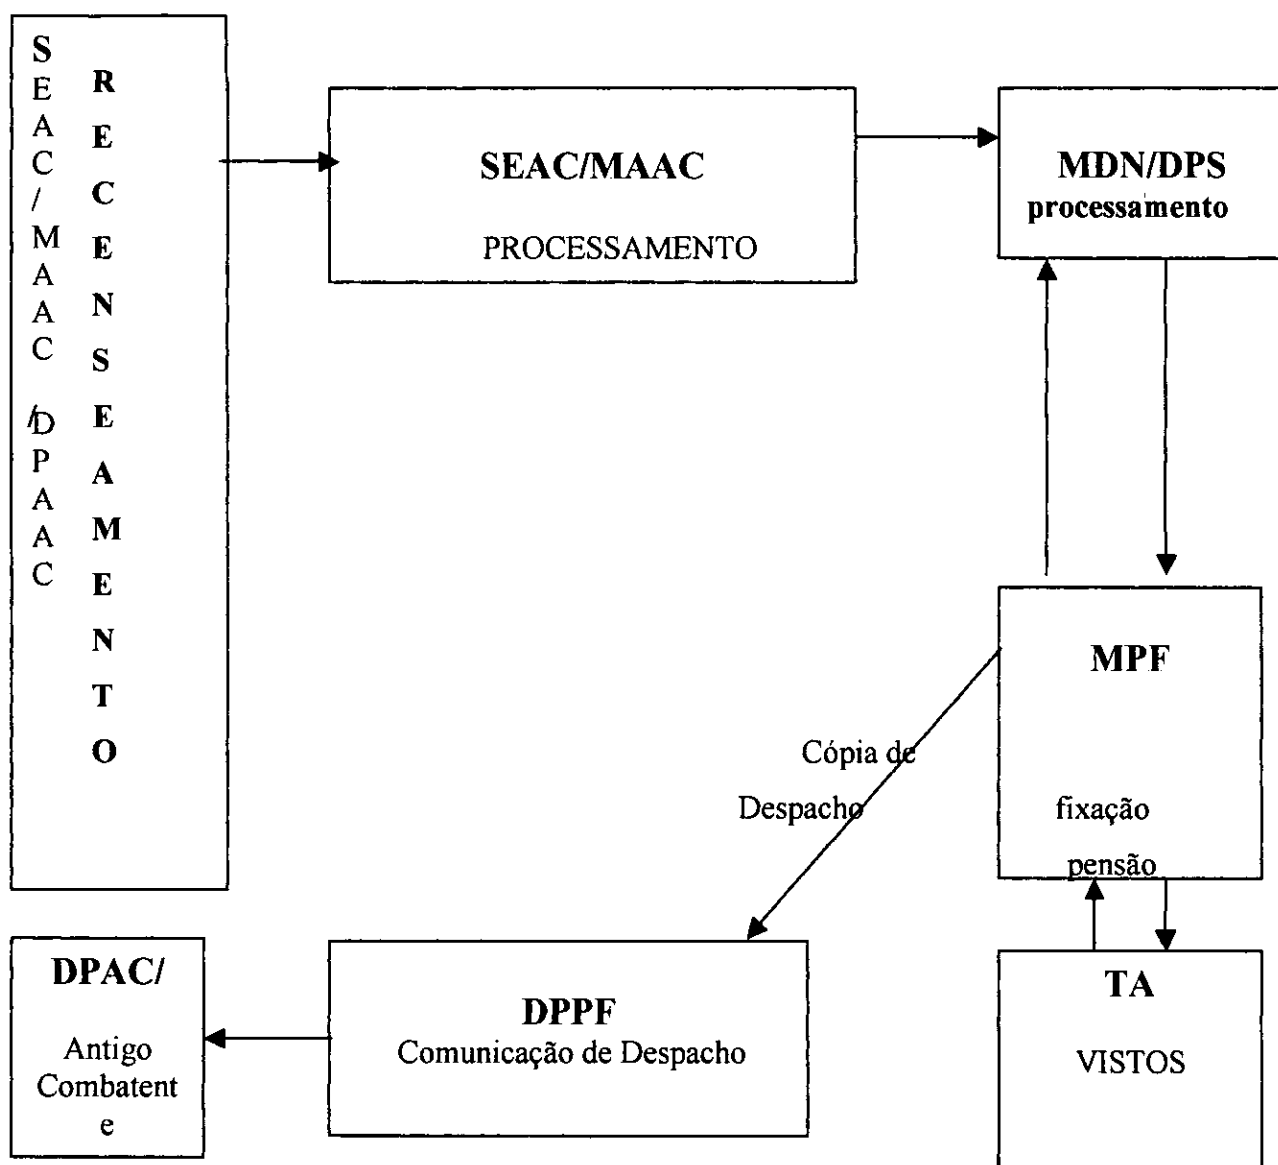 SEAC/MAAC /DPAAC
RECENSEAMENTO
SEAC/MAAC
PROCESSAMENTO
MDN/DPS
processamento
MPF
fixação
pensão
Cópia de
Despacho
TA
VISTOS
DPPF
Comunicação de Despacho
DPAC/
Antigo
Combatent
e